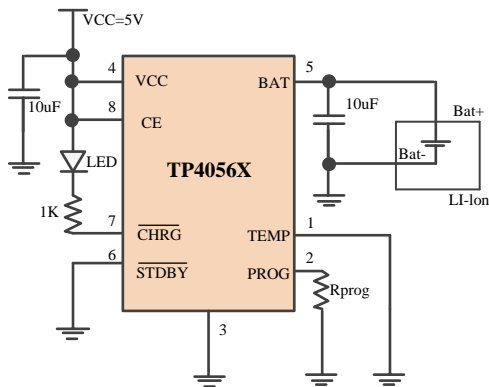 VCC=5V
10uF
4
VCC
8
CE
LED
1K
7
CHRG
6
STDBY
TP4056X
5
BAT
10uF
Bat+
Bat-
LI-lon
1
TEMP
2
PROG
Rprog
3